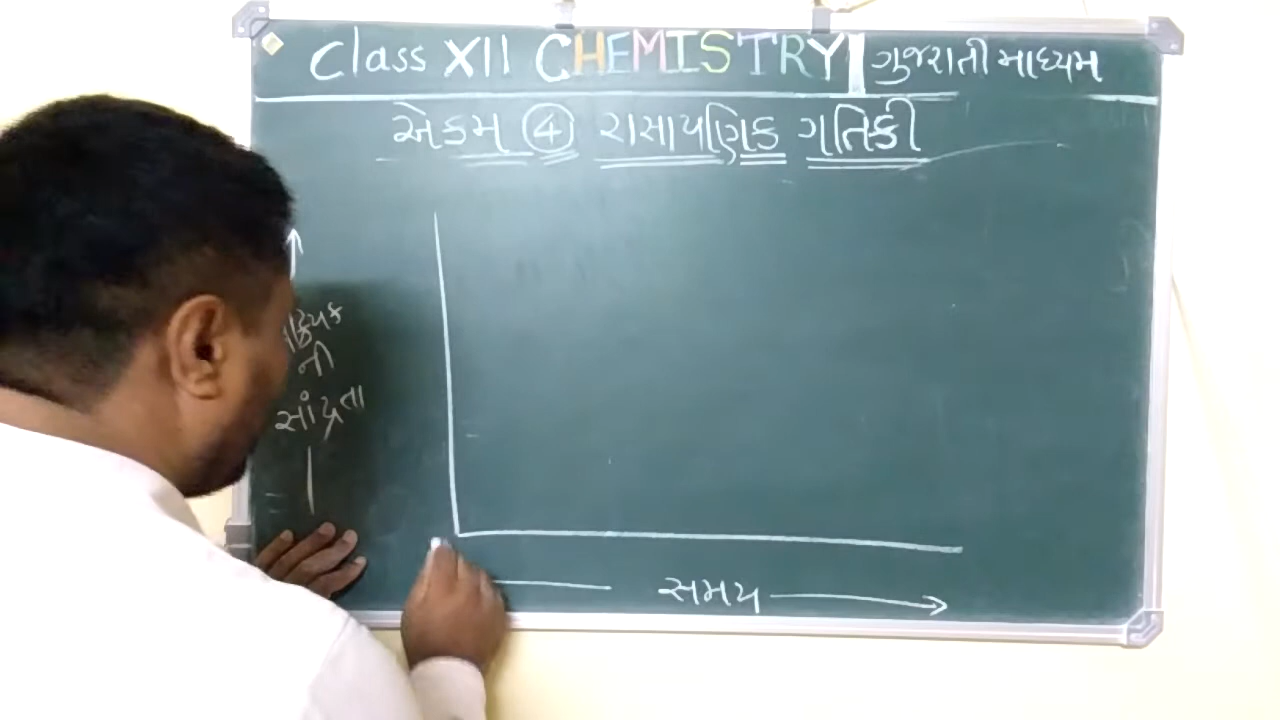 Class XII CHEMISTRY ગુજરાતી માધ્યમ
એકમ ④ રાસાયણિક ગતિકી
ની
સાંદ્રતા
સમય